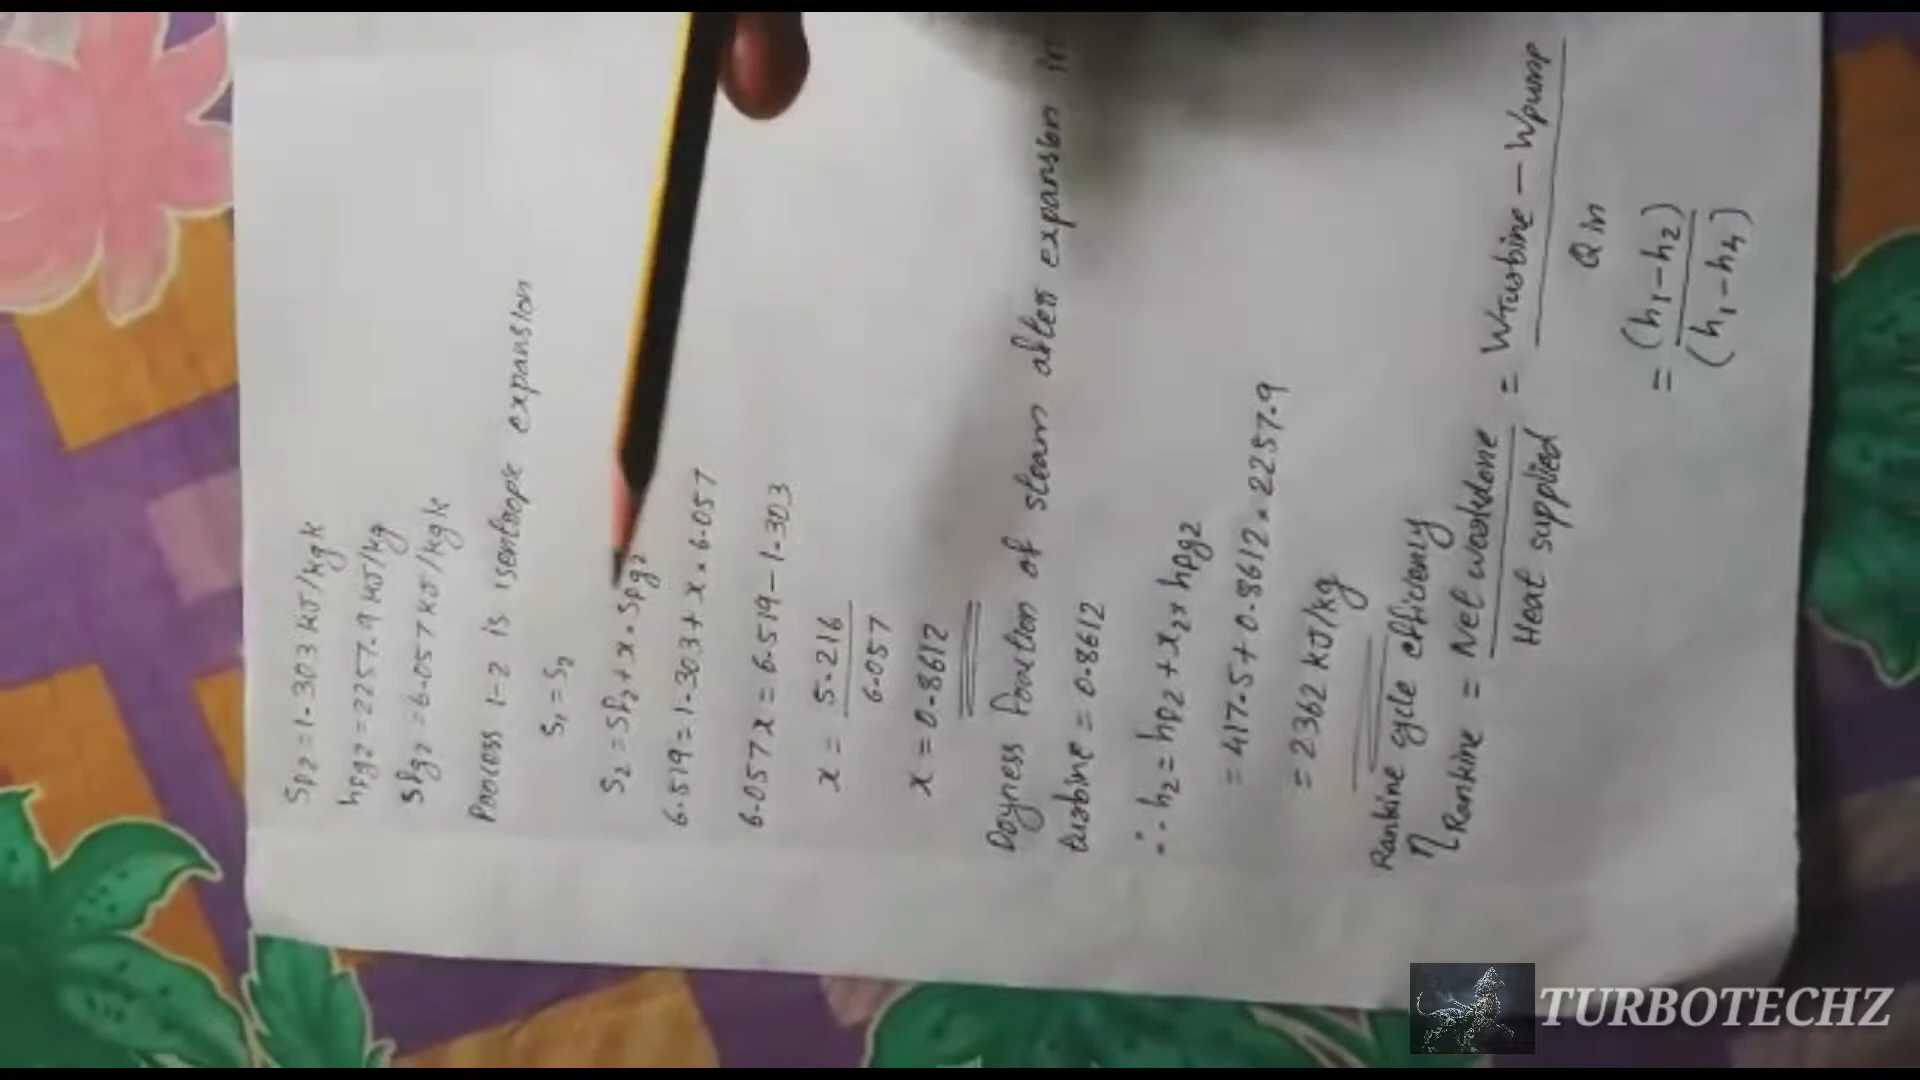 Sf2 = 1.303 KJ/kgk
hfg2 = 2257.9 KJ/kg
Sfg2 = 6.057 KJ/kgk
Process 1-2 is isentropic expansion
S1 = S2
S2 = Sf2 + x * Sfg2
6.519 = 1.303 + x * 6.057
6.057x = 6.519 - 1.303
x = 5.216 / 6.057
x = 0.8612
Dryness fraction of steam after expansion in
turbine = 0.8612
∴ h2 = hf2 + x2 x hfg2
= 417.5 + 0.8612 * 2257.9
= 2362 KJ/kg
Rankine cycle efficiency
η Rankine = Net workdone / Heat supplied = WTurbine - Wpump / Q in
= (h1 - h2) / (h1 - h4)
TURBOTECHZ